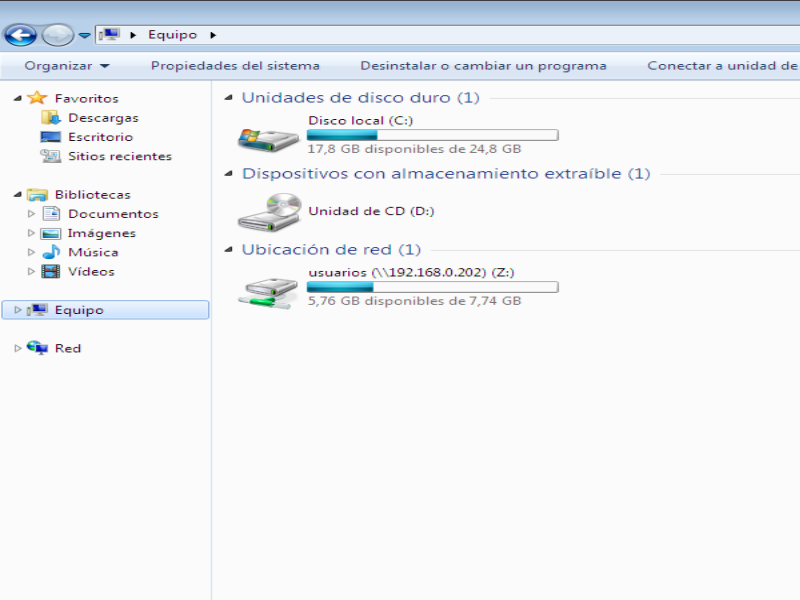 Equipo
Organizar
Propiedades del sistema
Desinstalar o cambiar un programa
Conectar a unidad de
Favoritos
Descargas
Escritorio
Sitios recientes
Bibliotecas
Documentos
Imágenes
Música
Vídeos
Equipo
Red
Unidades de disco duro (1)
Disco local (C:)
17,8 GB disponibles de 24,8 GB
Dispositivos con almacenamiento extraíble (1)
Unidad de CD (D:)
Ubicación de red (1)
usuarios (\\192.168.0.202) (Z:)
5,76 GB disponibles de 7,74 GB